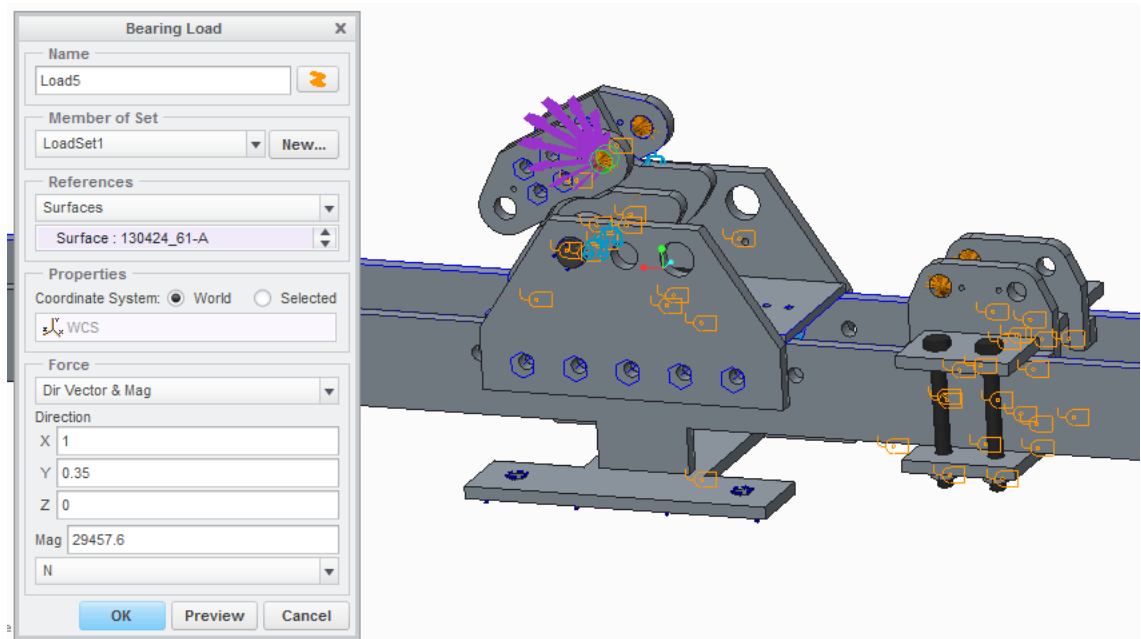 Bearing Load
Name
Load5
Member of Set
LoadSet1
New...
References
Surfaces
Surface : 130424_61-A
Properties
Coordinate System: World Selected
WCS
Force
Dir Vector & Mag
Direction
X 1
Y 0.35
Z 0
Mag 29457.6
N
OK Preview Cancel